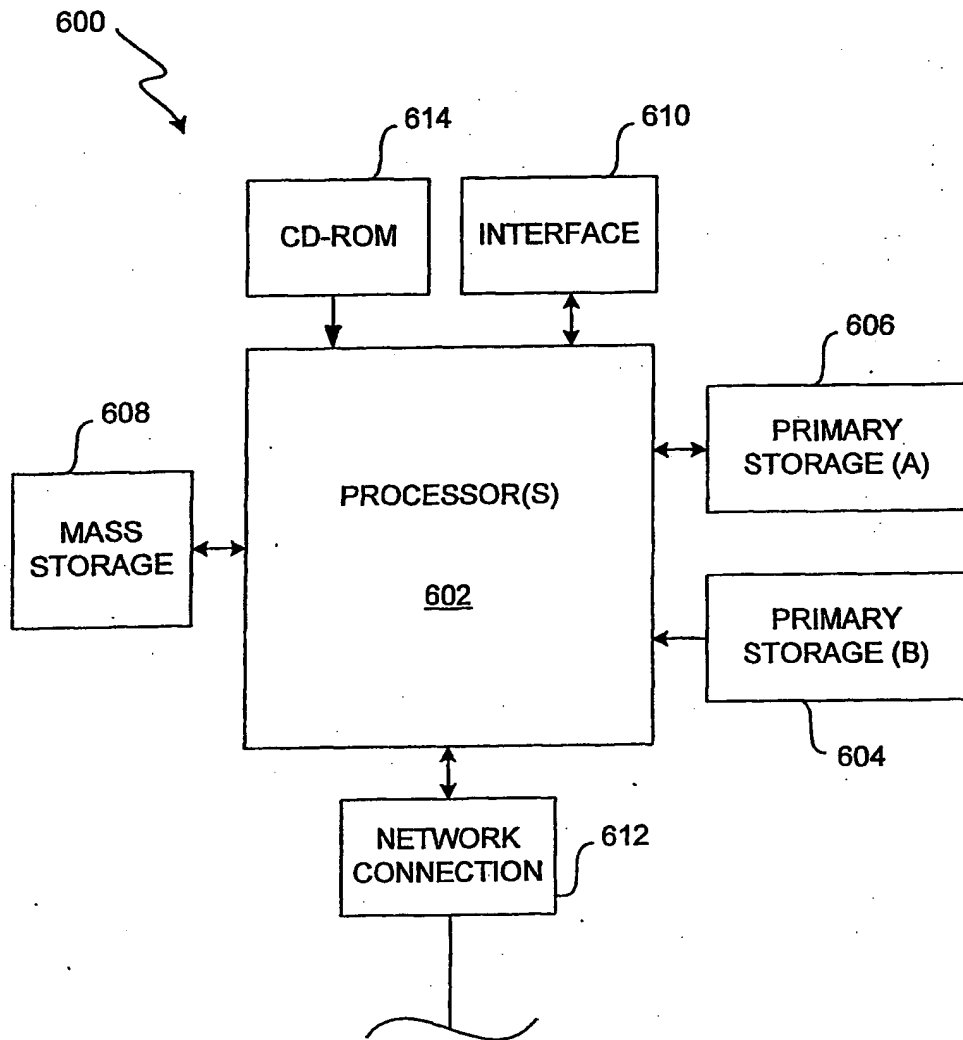 600
614
610
CD-ROM
INTERFACE
606
608
PRIMARY
STORAGE (A)
MASS
STORAGE
PROCESSOR(S)
602
PRIMARY
STORAGE (B)
604
NETWORK
CONNECTION
612